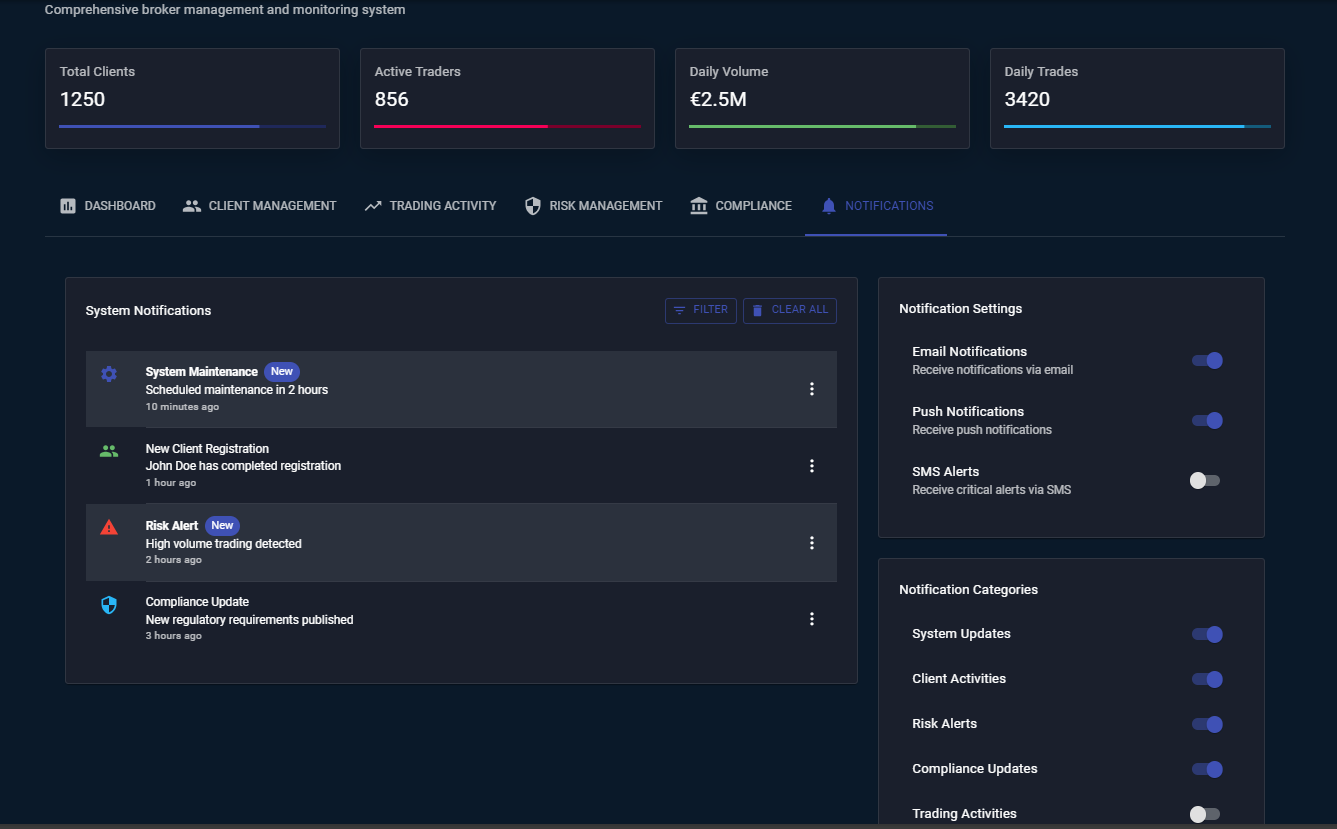 Comprehensive broker management and monitoring system
Total Clients
1250
Active Traders
856
Daily Volume
€2.5M
Daily Trades
3420
DASHBOARD
CLIENT MANAGEMENT
TRADING ACTIVITY
RISK MANAGEMENT
COMPLIANCE
NOTIFICATIONS
System Notifications
FILTER
CLEAR ALL
System Maintenance New
Scheduled maintenance in 2 hours
10 minutes ago
New Client Registration
John Doe has completed registration
1 hour ago
Risk Alert New
High volume trading detected
2 hours ago
Compliance Update
New regulatory requirements published
3 hours ago
Notification Settings
Email Notifications
Receive notifications via email
Push Notifications
Receive push notifications
SMS Alerts
Receive critical alerts via SMS
Notification Categories
System Updates
Client Activities
Risk Alerts
Compliance Updates
Trading Activities